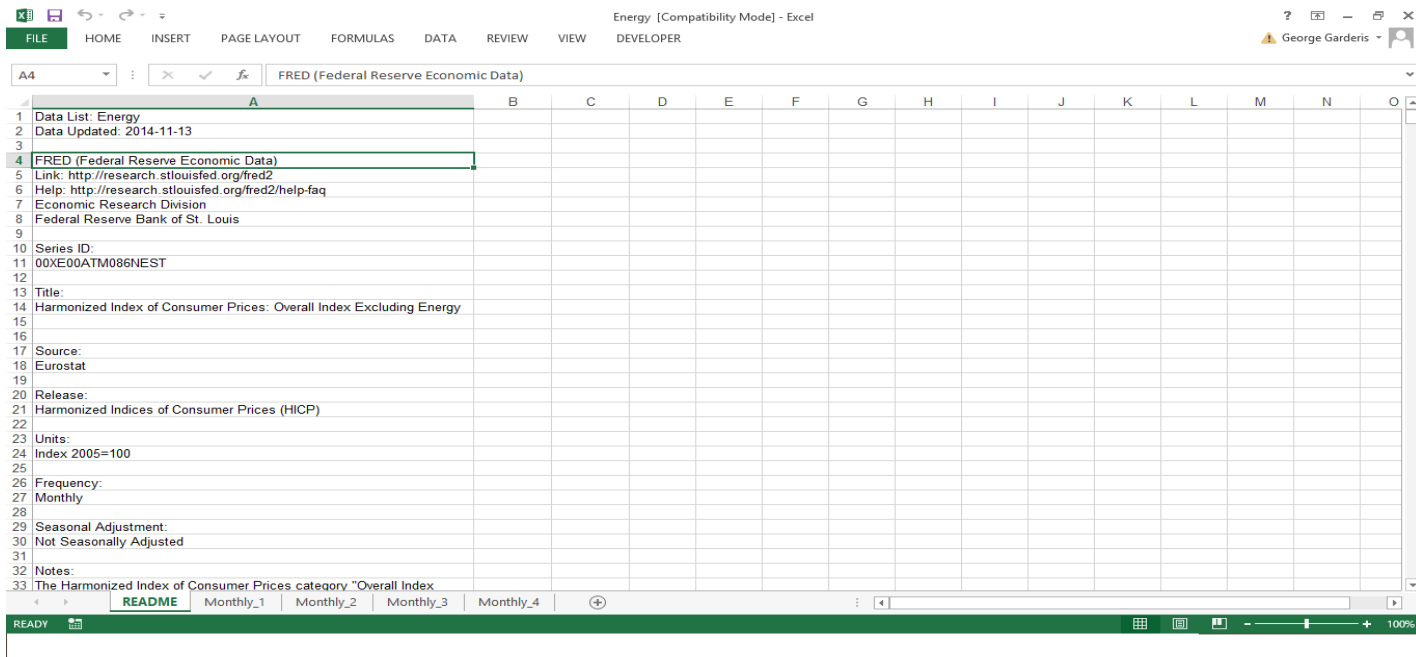 Energy [Compatibility Mode] - Excel
?
FILE HOME INSERT PAGE LAYOUT FORMULAS DATA REVIEW VIEW DEVELOPER
George Garderis
A4 fx FRED (Federal Reserve Economic Data)
A B C D E F G H I J K L M N O
1 Data List: Energy
2 Data Updated: 2014-11-13
3
4 FRED (Federal Reserve Economic Data)
5 Link: http://research.stlouisfed.org/fred2
6 Help: http://research.stlouisfed.org/fred2/help-faq
7 Economic Research Division
8 Federal Reserve Bank of St. Louis
9
10 Series ID:
11 00XE00ATM086NEST
12
13 Title:
14 Harmonized Index of Consumer Prices: Overall Index Excluding Energy
15
16
17 Source:
18 Eurostat
19
20 Release:
21 Harmonized Indices of Consumer Prices (HICP)
22
23 Units:
24 Index 2005=100
25
26 Frequency:
27 Monthly
28
29 Seasonal Adjustment:
30 Not Seasonally Adjusted
31
32 Notes:
33 The Harmonized Index of Consumer Prices category "Overall Index
README Monthly_1 Monthly_2 Monthly_3 Monthly_4
READY 100%